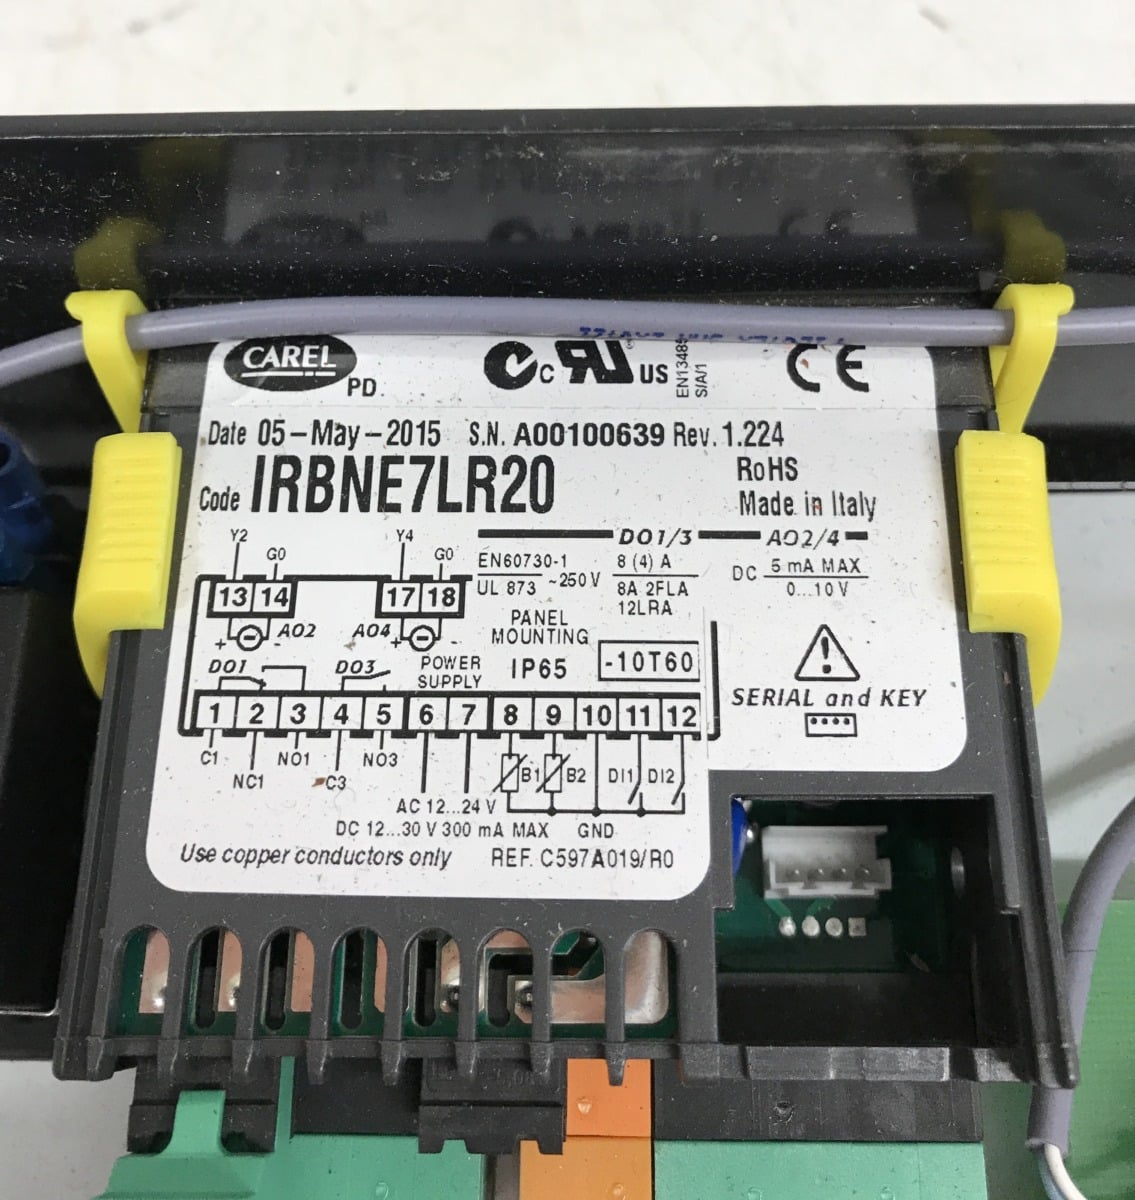 CAREL
PD.
C US
EN13485
S/A/1
CE
Date 05-May-2015 S.N. A00100639 Rev. 1.224
Code IRBNE7LR20
RoHS
Made in Italy
DO1/3 AO2/4
EN60730-1
UL 873
~250 V
8 (4) A
8A 2FLA
12LRA
DC 5 mA MAX
0...10 V
Y2
G0
Y4
G0
13 14
17 18
+ - AO2
AO4 + -
PANEL
MOUNTING
IP65
-10T60
DO1
DO3
POWER
SUPPLY
SERIAL and KEY
1 2 3 4 5 6 7 8 9 10 11 12
C1
NC1
NO1
C3
NO3
B1
B2
DI1
DI2
AC 12...24 V
DC 12...30 V 300 mA MAX GND
Use copper conductors only REF. C597A019/R0